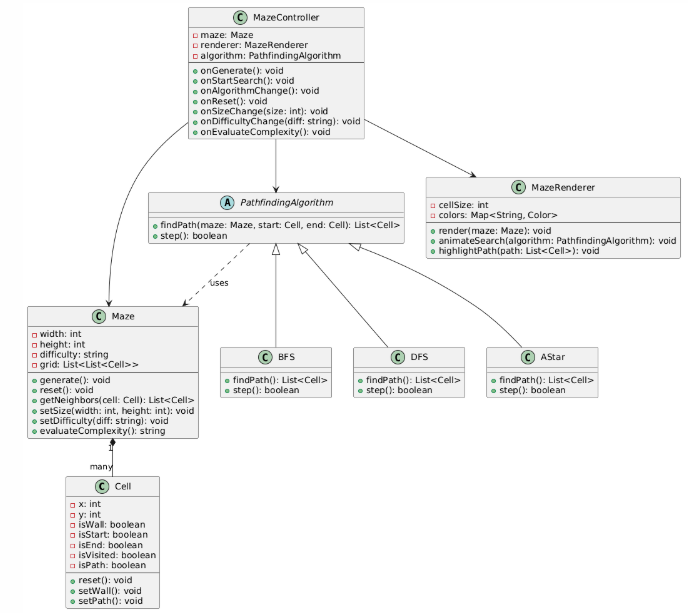 C MazeController
maze: Maze
renderer: MazeRenderer
algorithm: PathfindingAlgorithm
onGenerate(): void
onStartSearch(): void
onAlgorithmChange(): void
onReset(): void
onSizeChange(size: int): void
onDifficultyChange(diff: string): void
onEvaluateComplexity(): void
A PathfindingAlgorithm
findPath(maze: Maze, start: Cell, end: Cell): List<Cell>
step(): boolean
C MazeRenderer
cellSize: int
colors: Map<String, Color>
render(maze: Maze): void
animateSearch(algorithm: PathfindingAlgorithm): void
highlightPath(path: List<Cell>): void
uses
C Maze
width: int
height: int
difficulty: string
grid: List<List<Cell>>
generate(): void
reset(): void
getNeighbors(cell: Cell): List<Cell>
setSize(width: int, height: int): void
setDifficulty(diff: string): void
evaluateComplexity(): string
C BFS
findPath(): List<Cell>
step(): boolean
C DFS
findPath(): List<Cell>
step(): boolean
C AStar
findPath(): List<Cell>
step(): boolean
1
many
C Cell
x: int
y: int
isWall: boolean
isStart: boolean
isEnd: boolean
isVisited: boolean
isPath: boolean
reset(): void
setWall(): void
setPath(): void